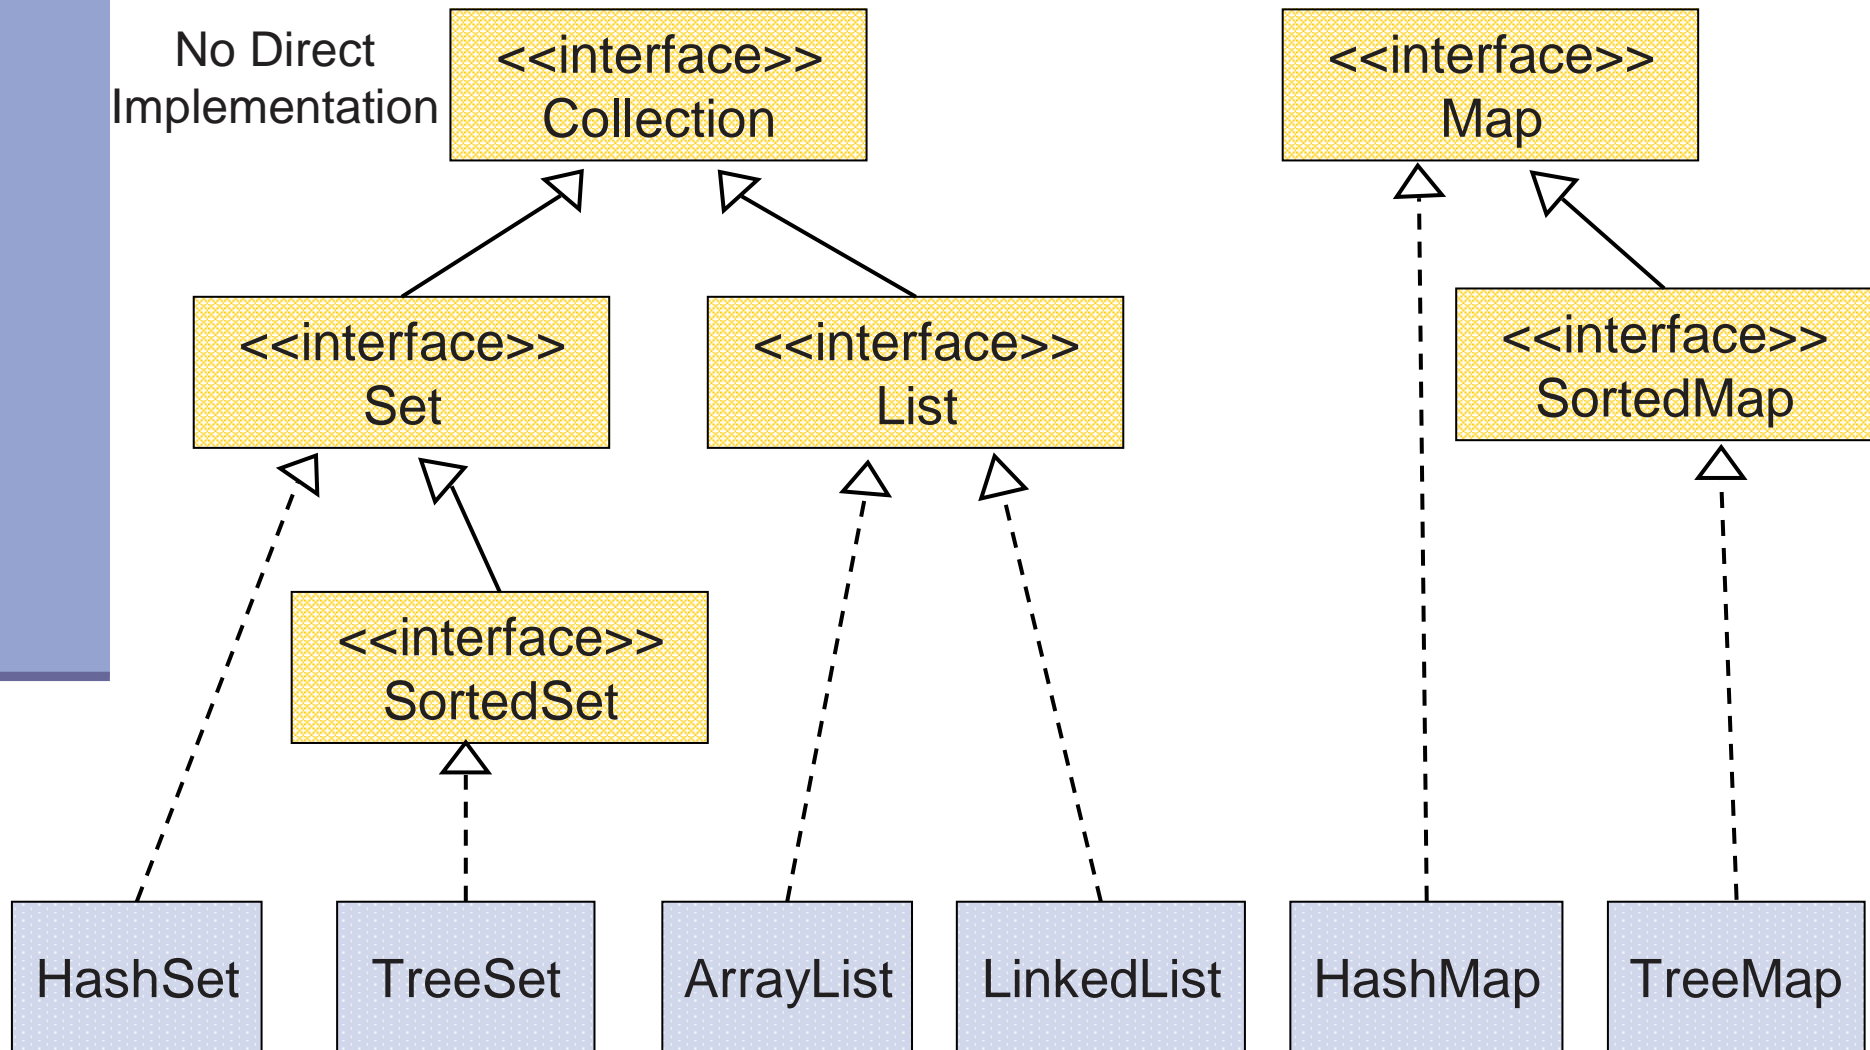 No Direct
Implementation
<<interface>>
Collection
<<interface>>
Map
<<interface>>
Set
<<interface>>
List
<<interface>>
SortedMap
<<interface>>
SortedSet
HashSet
TreeSet
ArrayList
LinkedList
HashMap
TreeMap